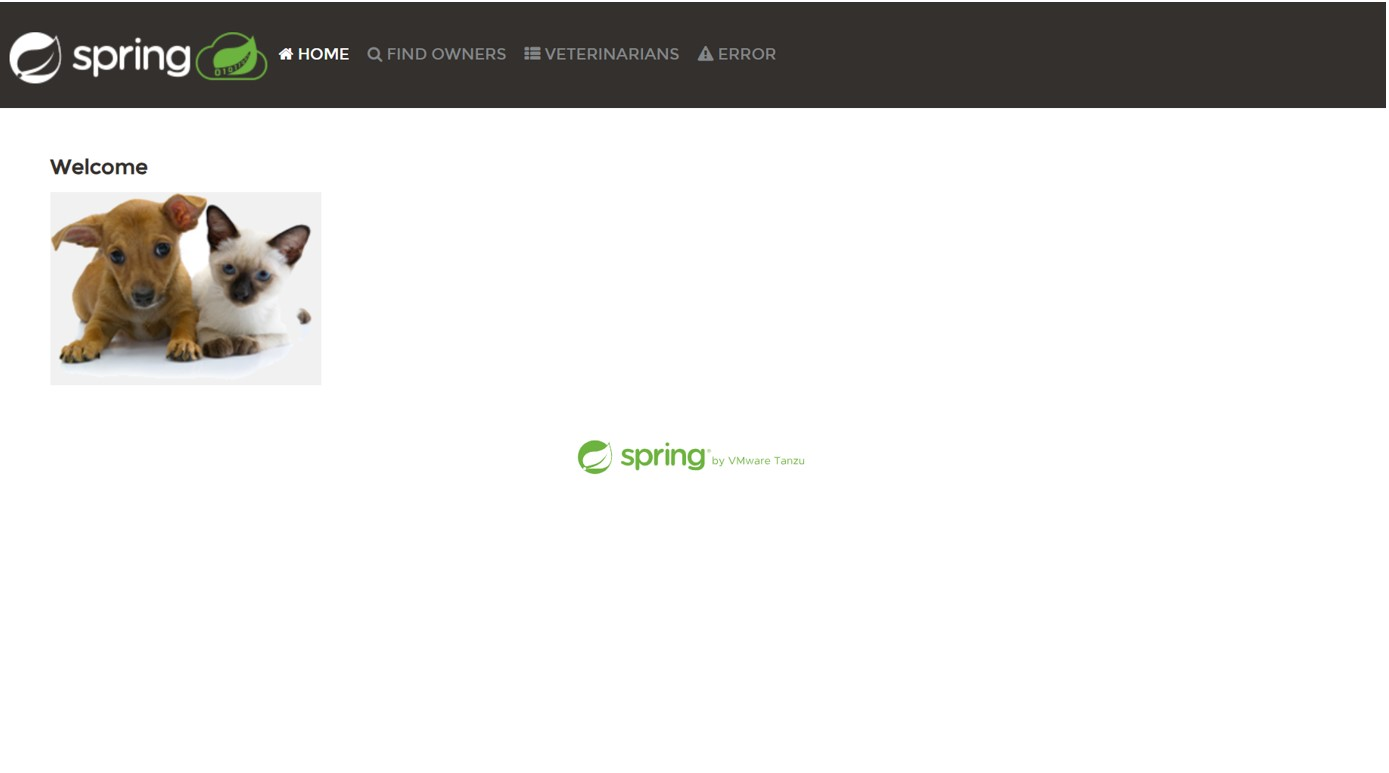 spring
HOME FIND OWNERS VETERINARIANS ERROR
Welcome
spring by VMware Tanzu